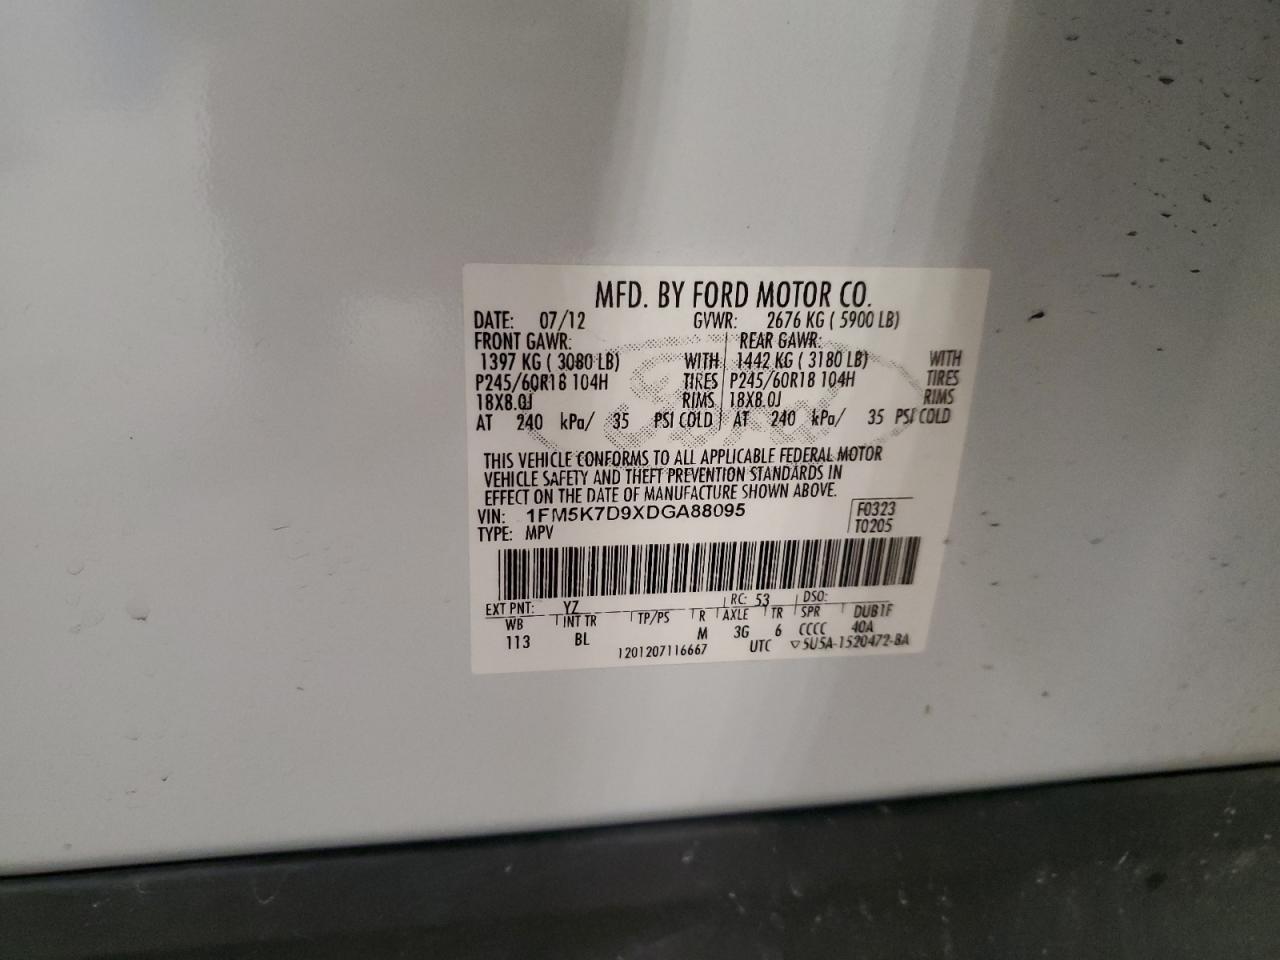 MFD. BY FORD MOTOR CO.
DATE: 07/12 GVWR: 2676 KG ( 5900 LB)
FRONT GAWR: REAR GAWR:
1397 KG ( 3080 LB) WITH 1442 KG ( 3180 LB) WITH
P245/60R18 104H TIRES P245/60R18 104H TIRES
18X8.0J RIMS 18X8.0J RIMS
AT 240 kPa/ 35 PSI COLD AT 240 kPa/ 35 PSI COLD
THIS VEHICLE CONFORMS TO ALL APPLICABLE FEDERAL MOTOR
VEHICLE SAFETY AND THEFT PREVENTION STANDARDS IN
EFFECT ON THE DATE OF MANUFACTURE SHOWN ABOVE.
VIN: 1FM5K7D9XDGA88095 F0323
TYPE: MPV T0205
EXT PNT: YZ RC: 53 DSO:
WB INT TR TP/PS R AXLE TR SPR DUB1F
113 BL M 3G 6 CCCC 40A
1201207116667 UTC ▽5U5A-1520472-BA